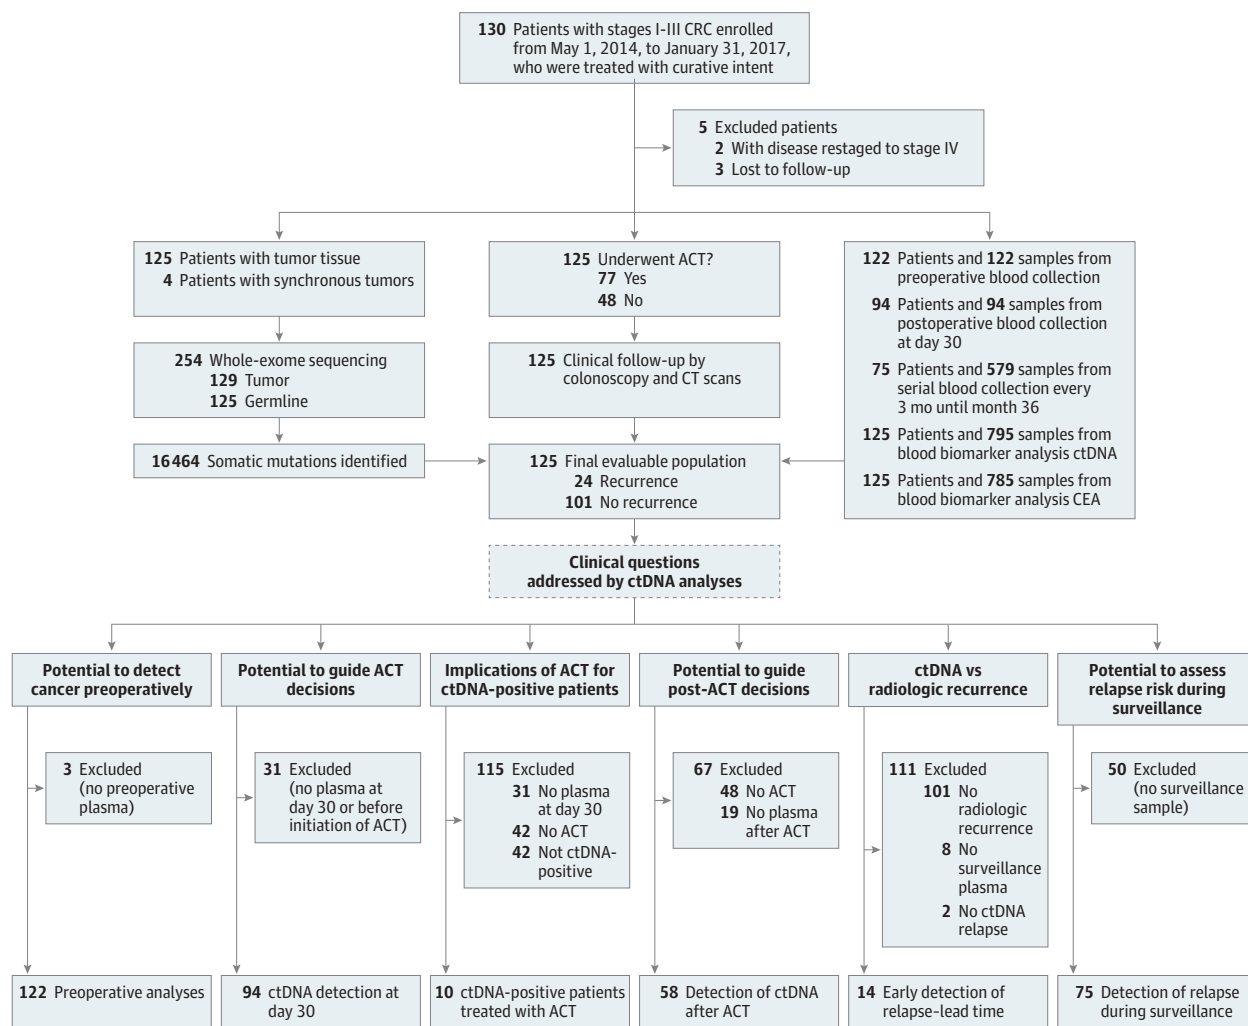 130 Patients with stages I-III CRC enrolled
from May 1, 2014, to January 31, 2017,
who were treated with curative intent
5 Excluded patients
2 With disease restaged to stage IV
3 Lost to follow-up
125 Patients with tumor tissue
4 Patients with synchronous tumors
125 Underwent ACT?
77 Yes
48 No
122 Patients and 122 samples from
preoperative blood collection
94 Patients and 94 samples from
postoperative blood collection
at day 30
75 Patients and 579 samples from
serial blood collection every
3 mo until month 36
125 Patients and 795 samples from
blood biomarker analysis ctDNA
125 Patients and 785 samples from
blood biomarker analysis CEA
254 Whole-exome sequencing
129 Tumor
125 Germline
125 Clinical follow-up by
colonoscopy and CT scans
16 464 Somatic mutations identified
125 Final evaluable population
24 Recurrence
101 No recurrence
Clinical questions
addressed by ctDNA analyses
Potential to detect
cancer preoperatively
Potential to guide ACT
decisions
Implications of ACT for
ctDNA-positive patients
Potential to guide
post-ACT decisions
ctDNA vs
radiologic recurrence
Potential to assess
relapse risk during
surveillance
3 Excluded
(no preoperative
plasma)
31 Excluded
(no plasma at
day 30 or before
initiation of ACT)
115 Excluded
31 No plasma
at day 30
42 No ACT
42 Not ctDNA-
positive
67 Excluded
48 No ACT
19 No plasma
after ACT
111 Excluded
101 No
radiologic
recurrence
8 No
surveillance
plasma
2 No ctDNA
relapse
50 Excluded
(no surveillance
sample)
122 Preoperative analyses
94 ctDNA detection at
day 30
10 ctDNA-positive patients
treated with ACT
58 Detection of ctDNA
after ACT
14 Early detection of
relapse-lead time
75 Detection of relapse
during surveillance